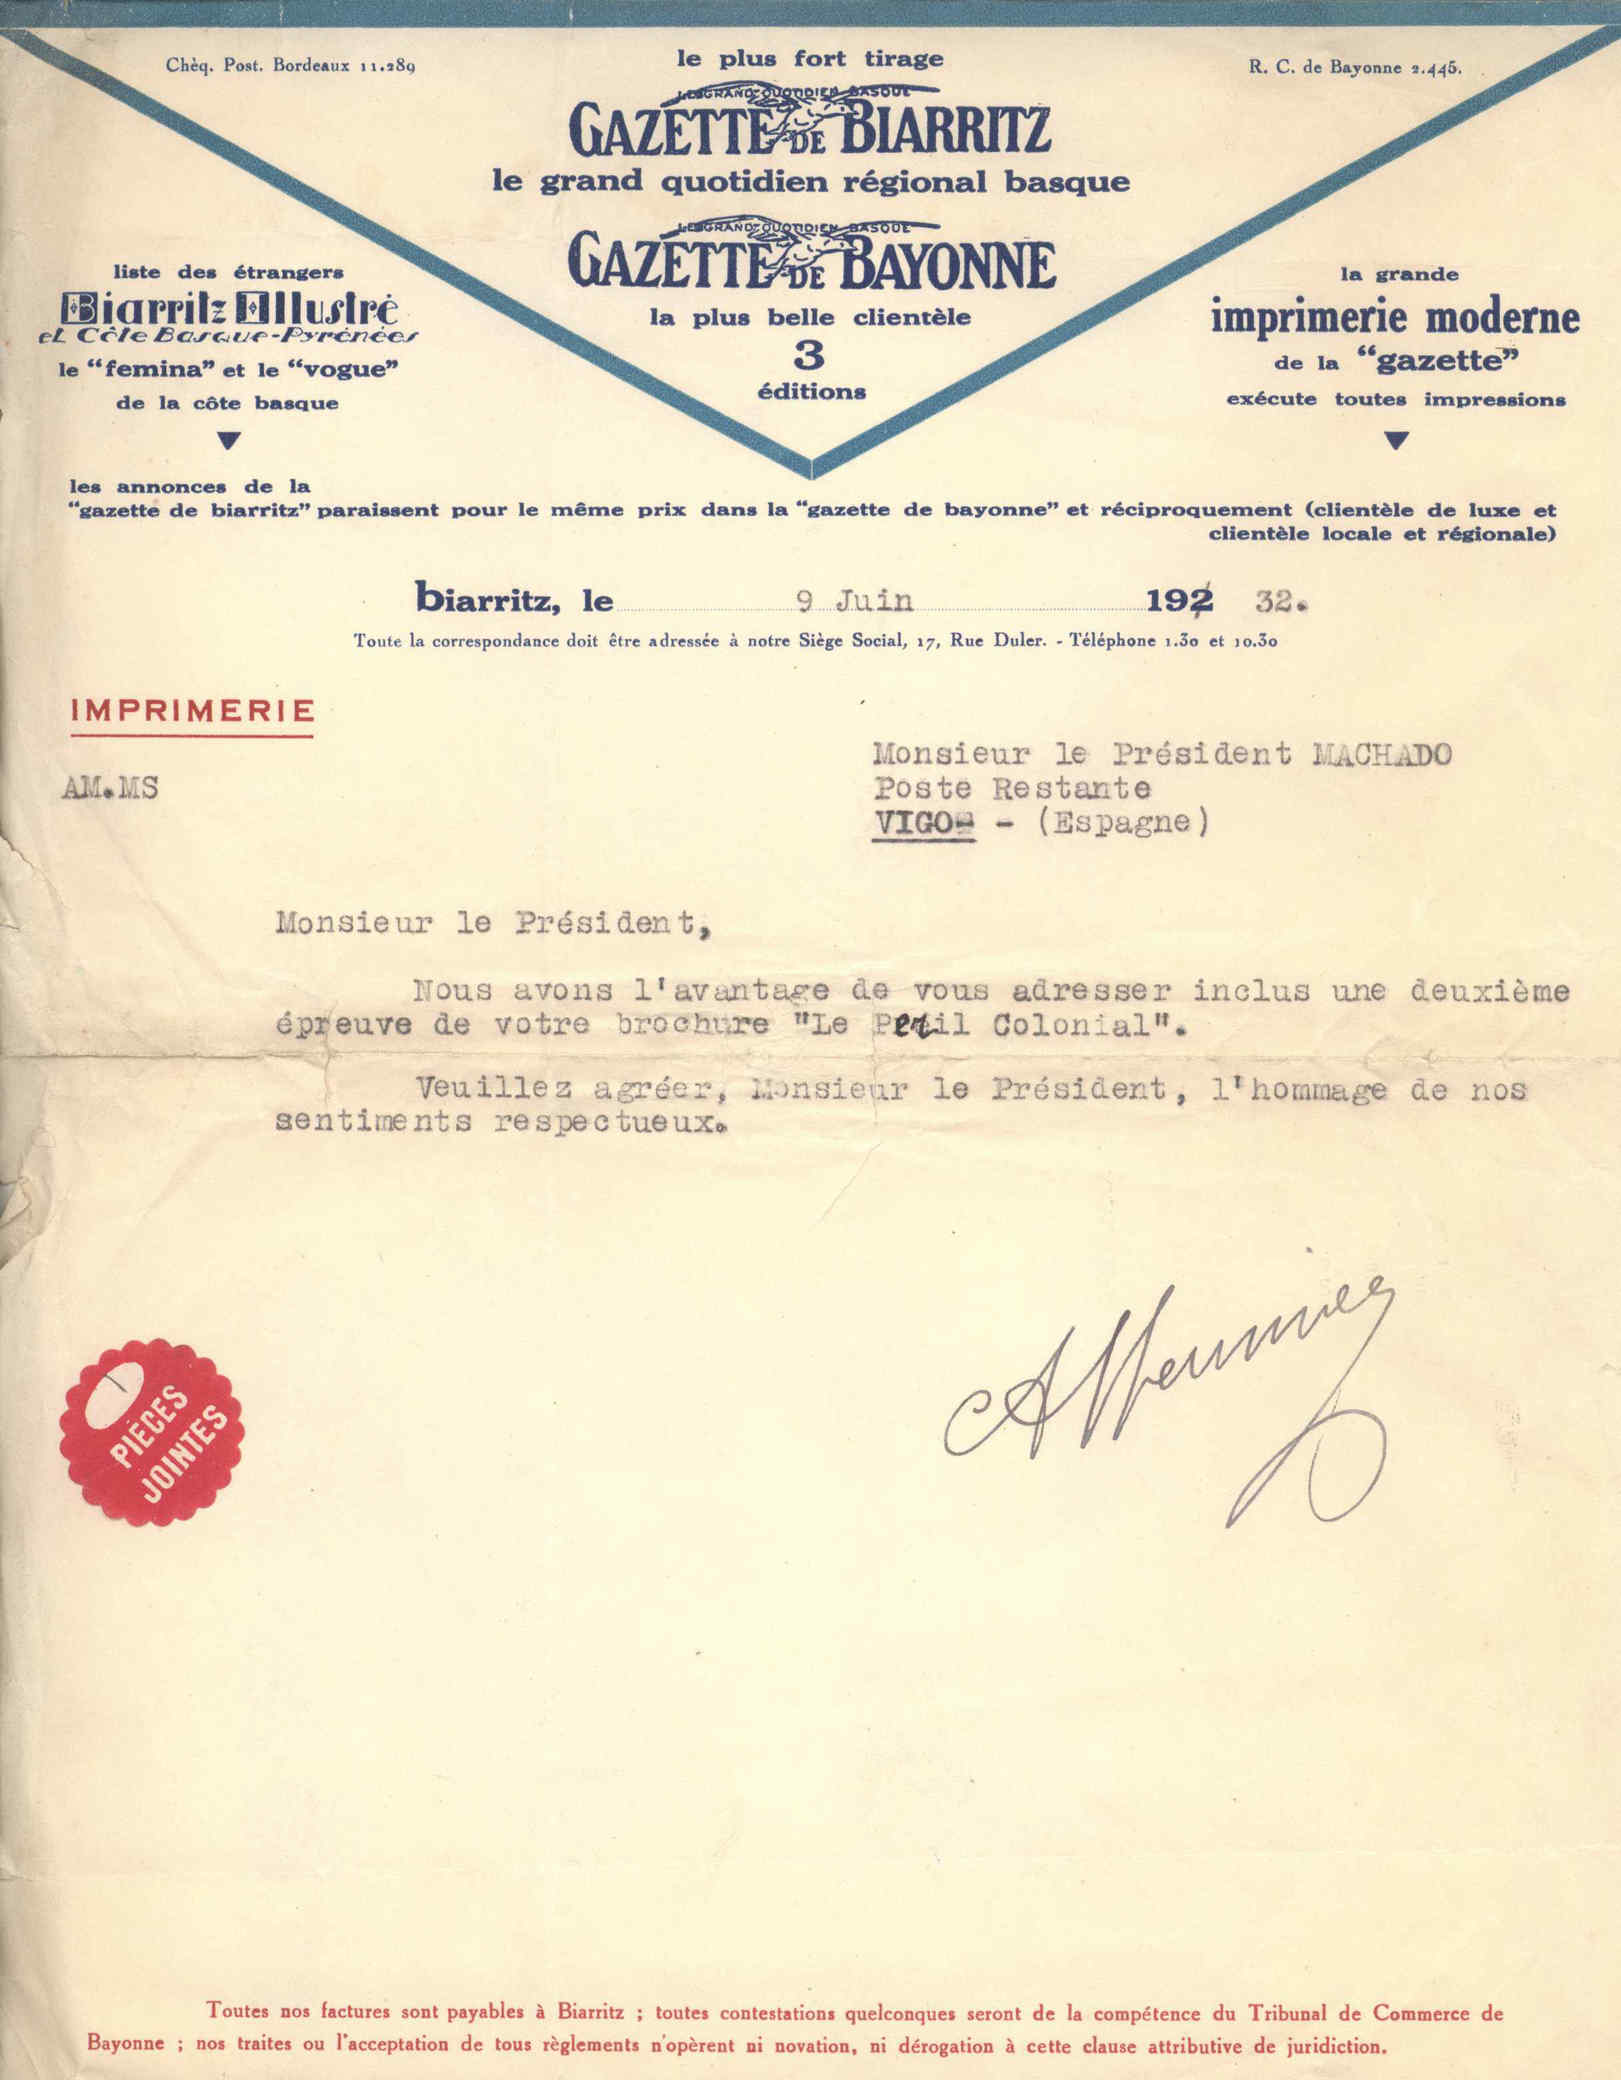 Chèq. Post. Bordeaux 11.289
le plus fort tirage
R. C. de Bayonne 2.445.
LE GRAND QUOTIDIEN BASQUE
GAZETTE DE BIARRITZ
le grand quotidien régional basque
LE GRAND QUOTIDIEN BASQUE
GAZETTE DE BAYONNE
la plus belle clientèle
3
éditions
liste des étrangers
Biarritz Illustré
et Côte Basque-Pyrénées
le “femina” et le “vogue”
de la côte basque
la grande
imprimerie moderne
de la “gazette”
exécute toutes impressions
les annonces de la
“gazette de biarritz” paraissent pour le même prix dans la “gazette de bayonne” et réciproquement (clientèle de luxe et
clientèle locale et régionale)
biarritz, le 9 Juin 192 32.
Toute la correspondance doit être adressée à notre Siège Social, 17, Rue Duler. - Téléphone 1.30 et 10.30
IMPRIMERIE
AM.MS
Monsieur le Président MACHADO
Poste Restante
VIGO - (Espagne)
Monsieur le Président,
Nous avons l'avantage de vous adresser inclus une deuxième
épreuve de votre brochure "Le Peril Colonial".
Veuillez agréer, Monsieur le Président, l'hommage de nos
sentiments respectueux.
PIÈCES
JOINTES
Toutes nos factures sont payables à Biarritz ; toutes contestations quelconques seront de la compétence du Tribunal de Commerce de
Bayonne ; nos traites ou l'acceptation de tous règlements n'opèrent ni novation, ni dérogation à cette clause attributive de juridiction.